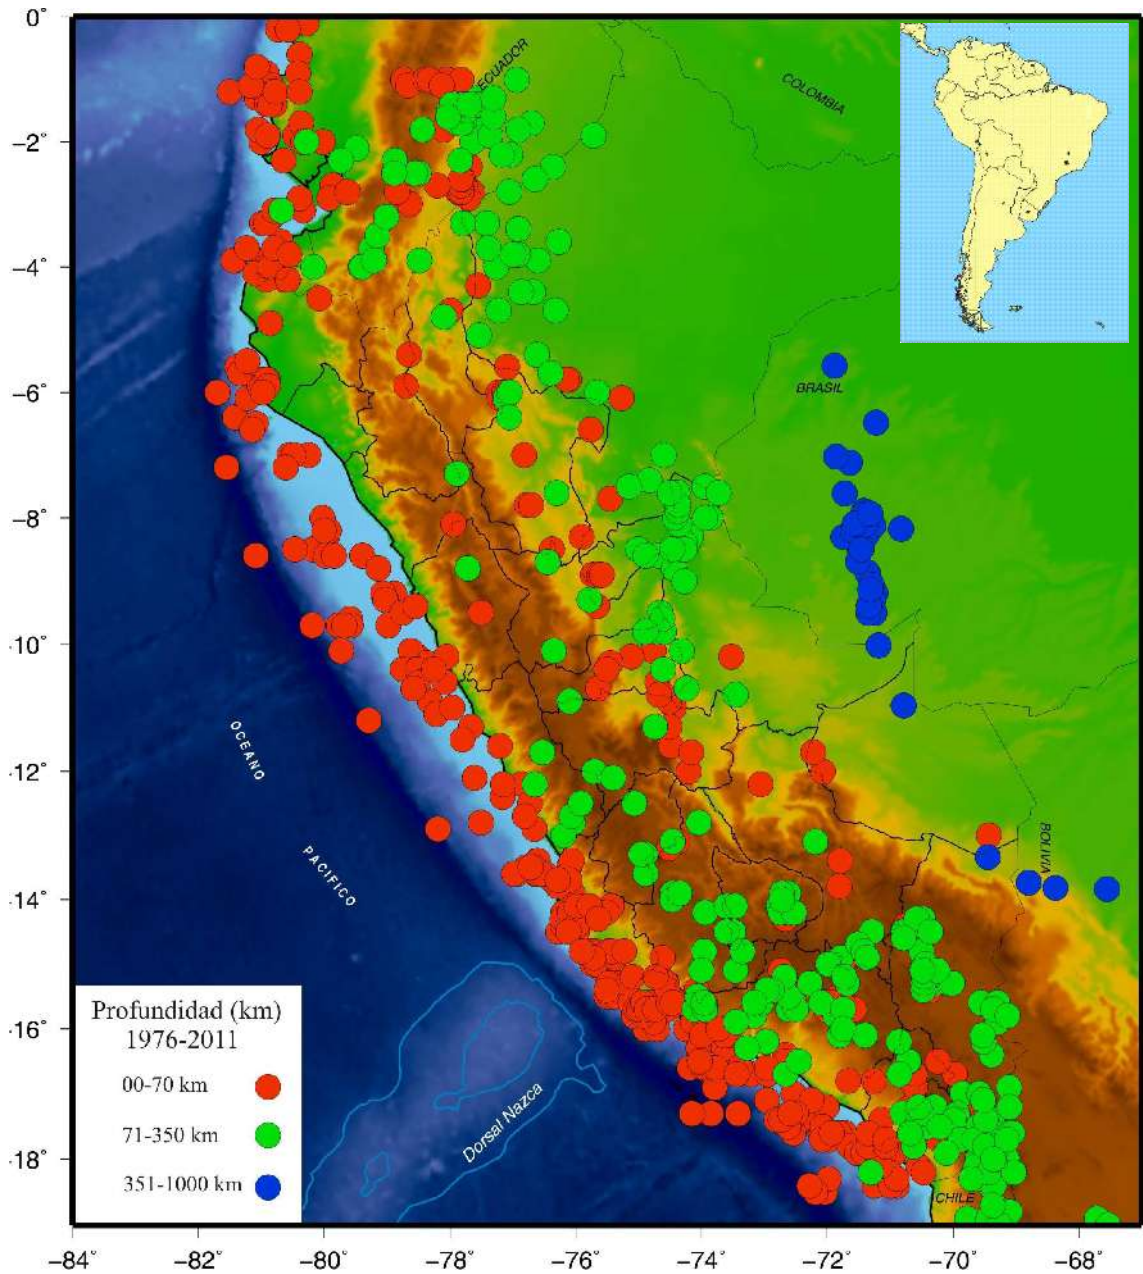 0°
-2°
-4°
-6°
-8°
-10°
-12°
-14°
-16°
-18°
ECUADOR
COLOMBIA
BRASIL
BOLIVIA
OCEANO
PACIFICO
Dorsal Nazca
CHILE
Profundidad (km)
1976-2011
00-70 km
71-350 km
351-1000 km
-84° -82° -80° -78° -76° -74° -72° -70° -68°